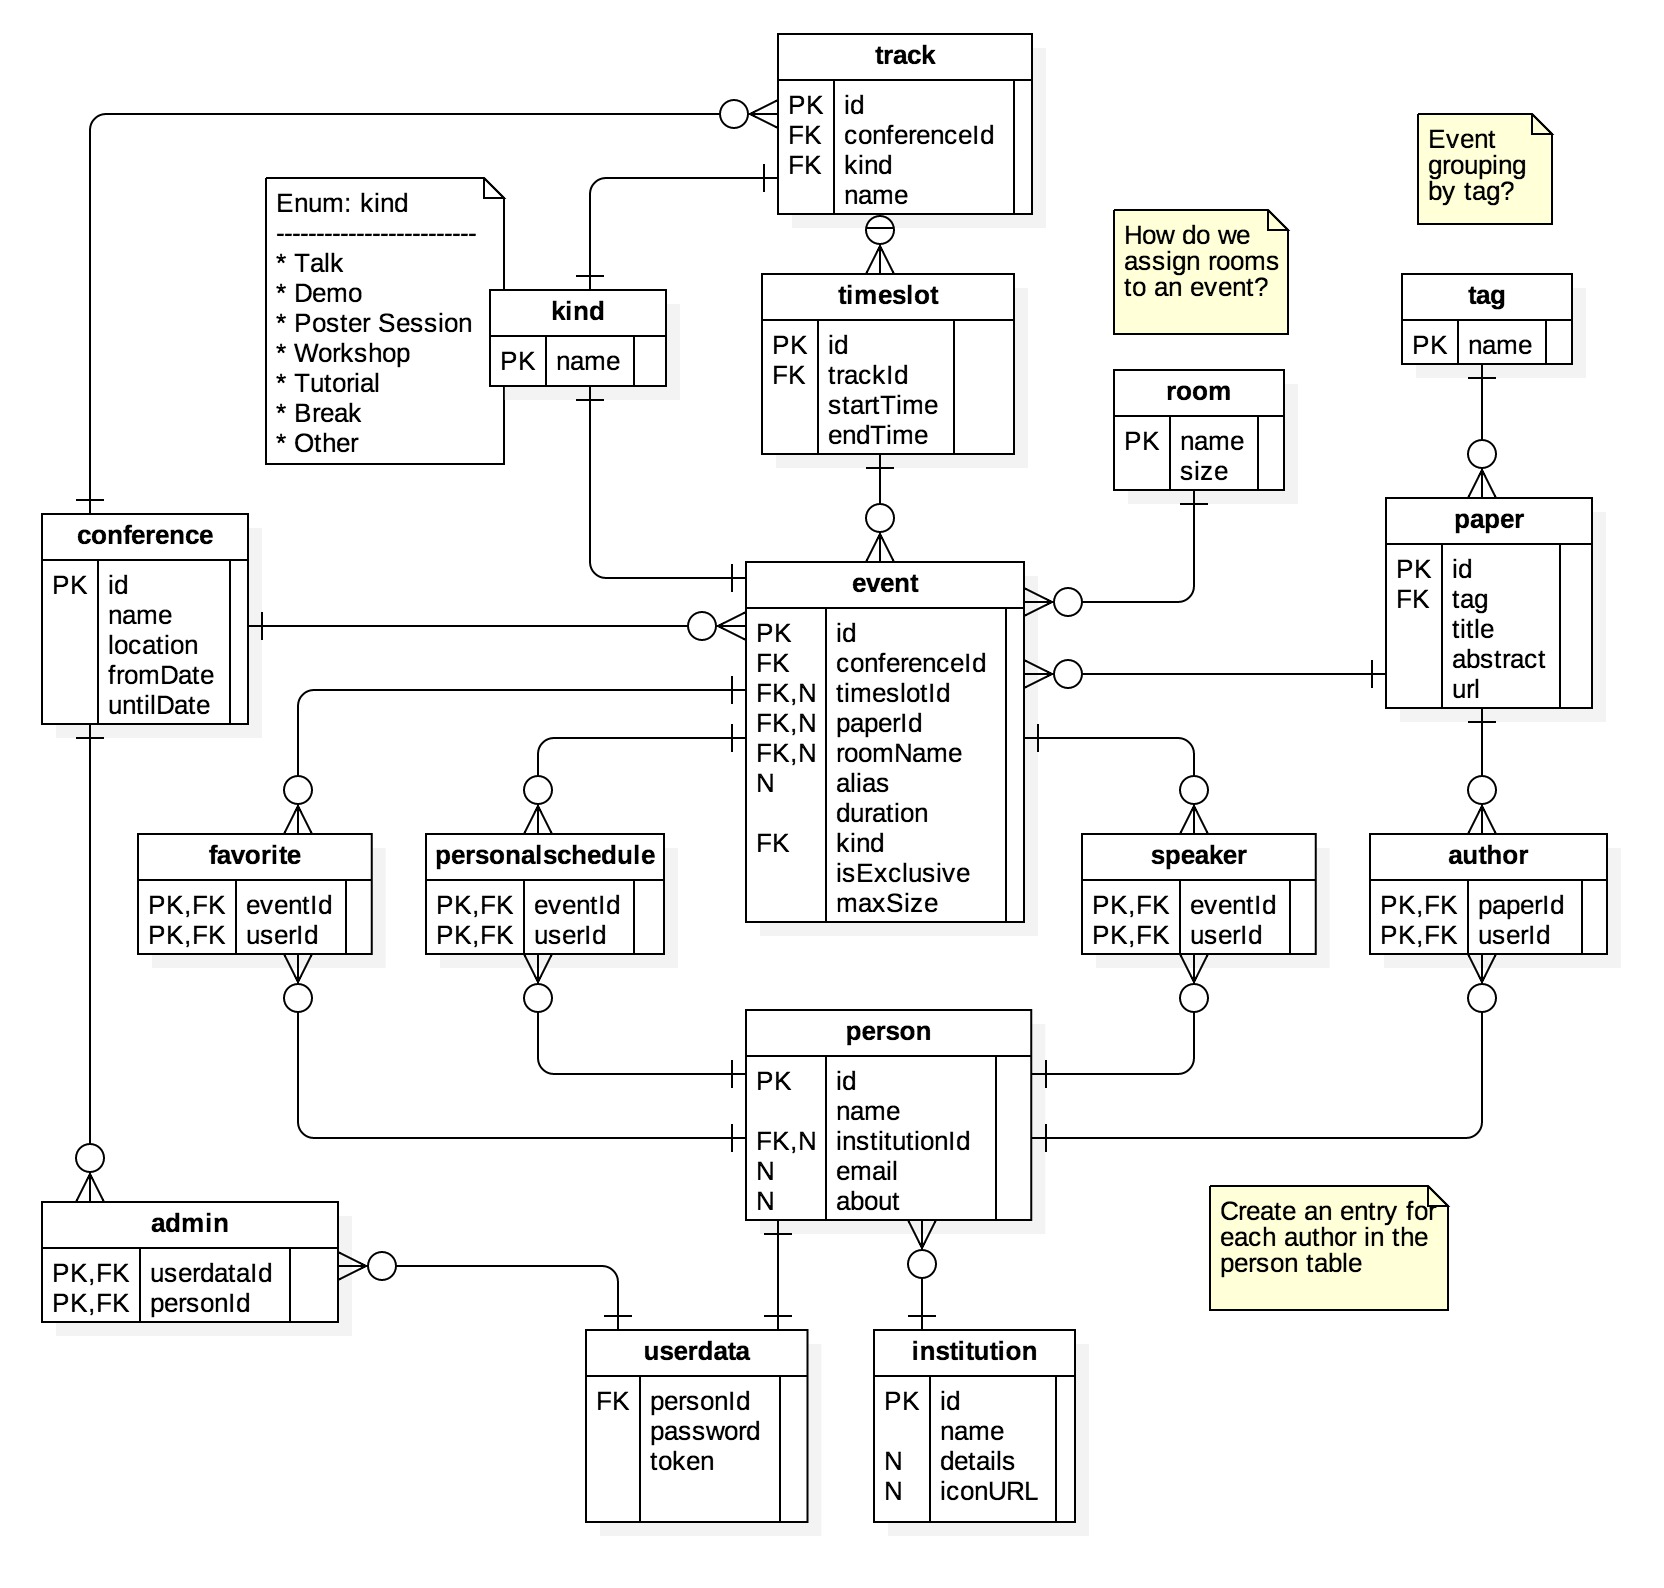 track
PK id
FK conferenceId
FK kind
name
Event
grouping
by tag?
Enum: kind
-------------------------
* Talk
* Demo
* Poster Session
* Workshop
* Tutorial
* Break
* Other
How do we
assign rooms
to an event?
kind
PK name
timeslot
PK id
FK trackId
startTime
endTime
tag
PK name
room
PK name
size
conference
PK id
name
location
fromDate
untilDate
event
PK id
FK conferenceId
FK,N timeslotId
FK,N paperId
FK,N roomName
N alias
duration
FK kind
isExclusive
maxSize
paper
PK id
FK tag
title
abstract
url
favorite
PK,FK eventId
PK,FK userId
personalschedule
PK,FK eventId
PK,FK userId
speaker
PK,FK eventId
PK,FK userId
author
PK,FK paperId
PK,FK userId
person
PK id
name
FK,N institutionId
N email
N about
admin
PK,FK userdataId
PK,FK personId
Create an entry for
each author in the
person table
userdata
FK personId
password
token
institution
PK id
name
N details
N iconURL